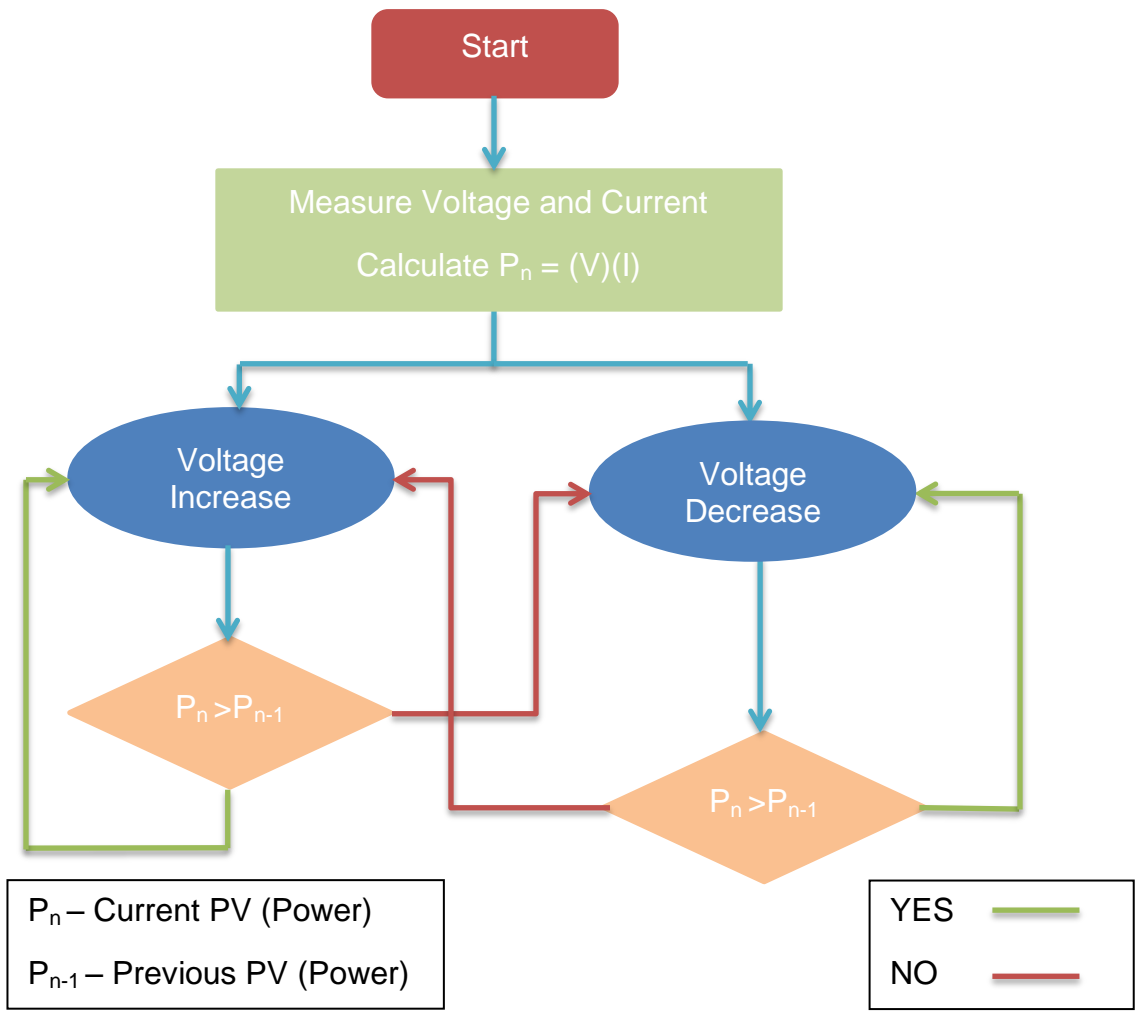 Start
Measure Voltage and Current
Calculate Pₙ = (V)(I)
Voltage
Increase
Voltage
Decrease
Pₙ >Pₙ₋₁
Pₙ >Pₙ₋₁
Pₙ – Current PV (Power)
Pₙ₋₁ – Previous PV (Power)
YES
NO